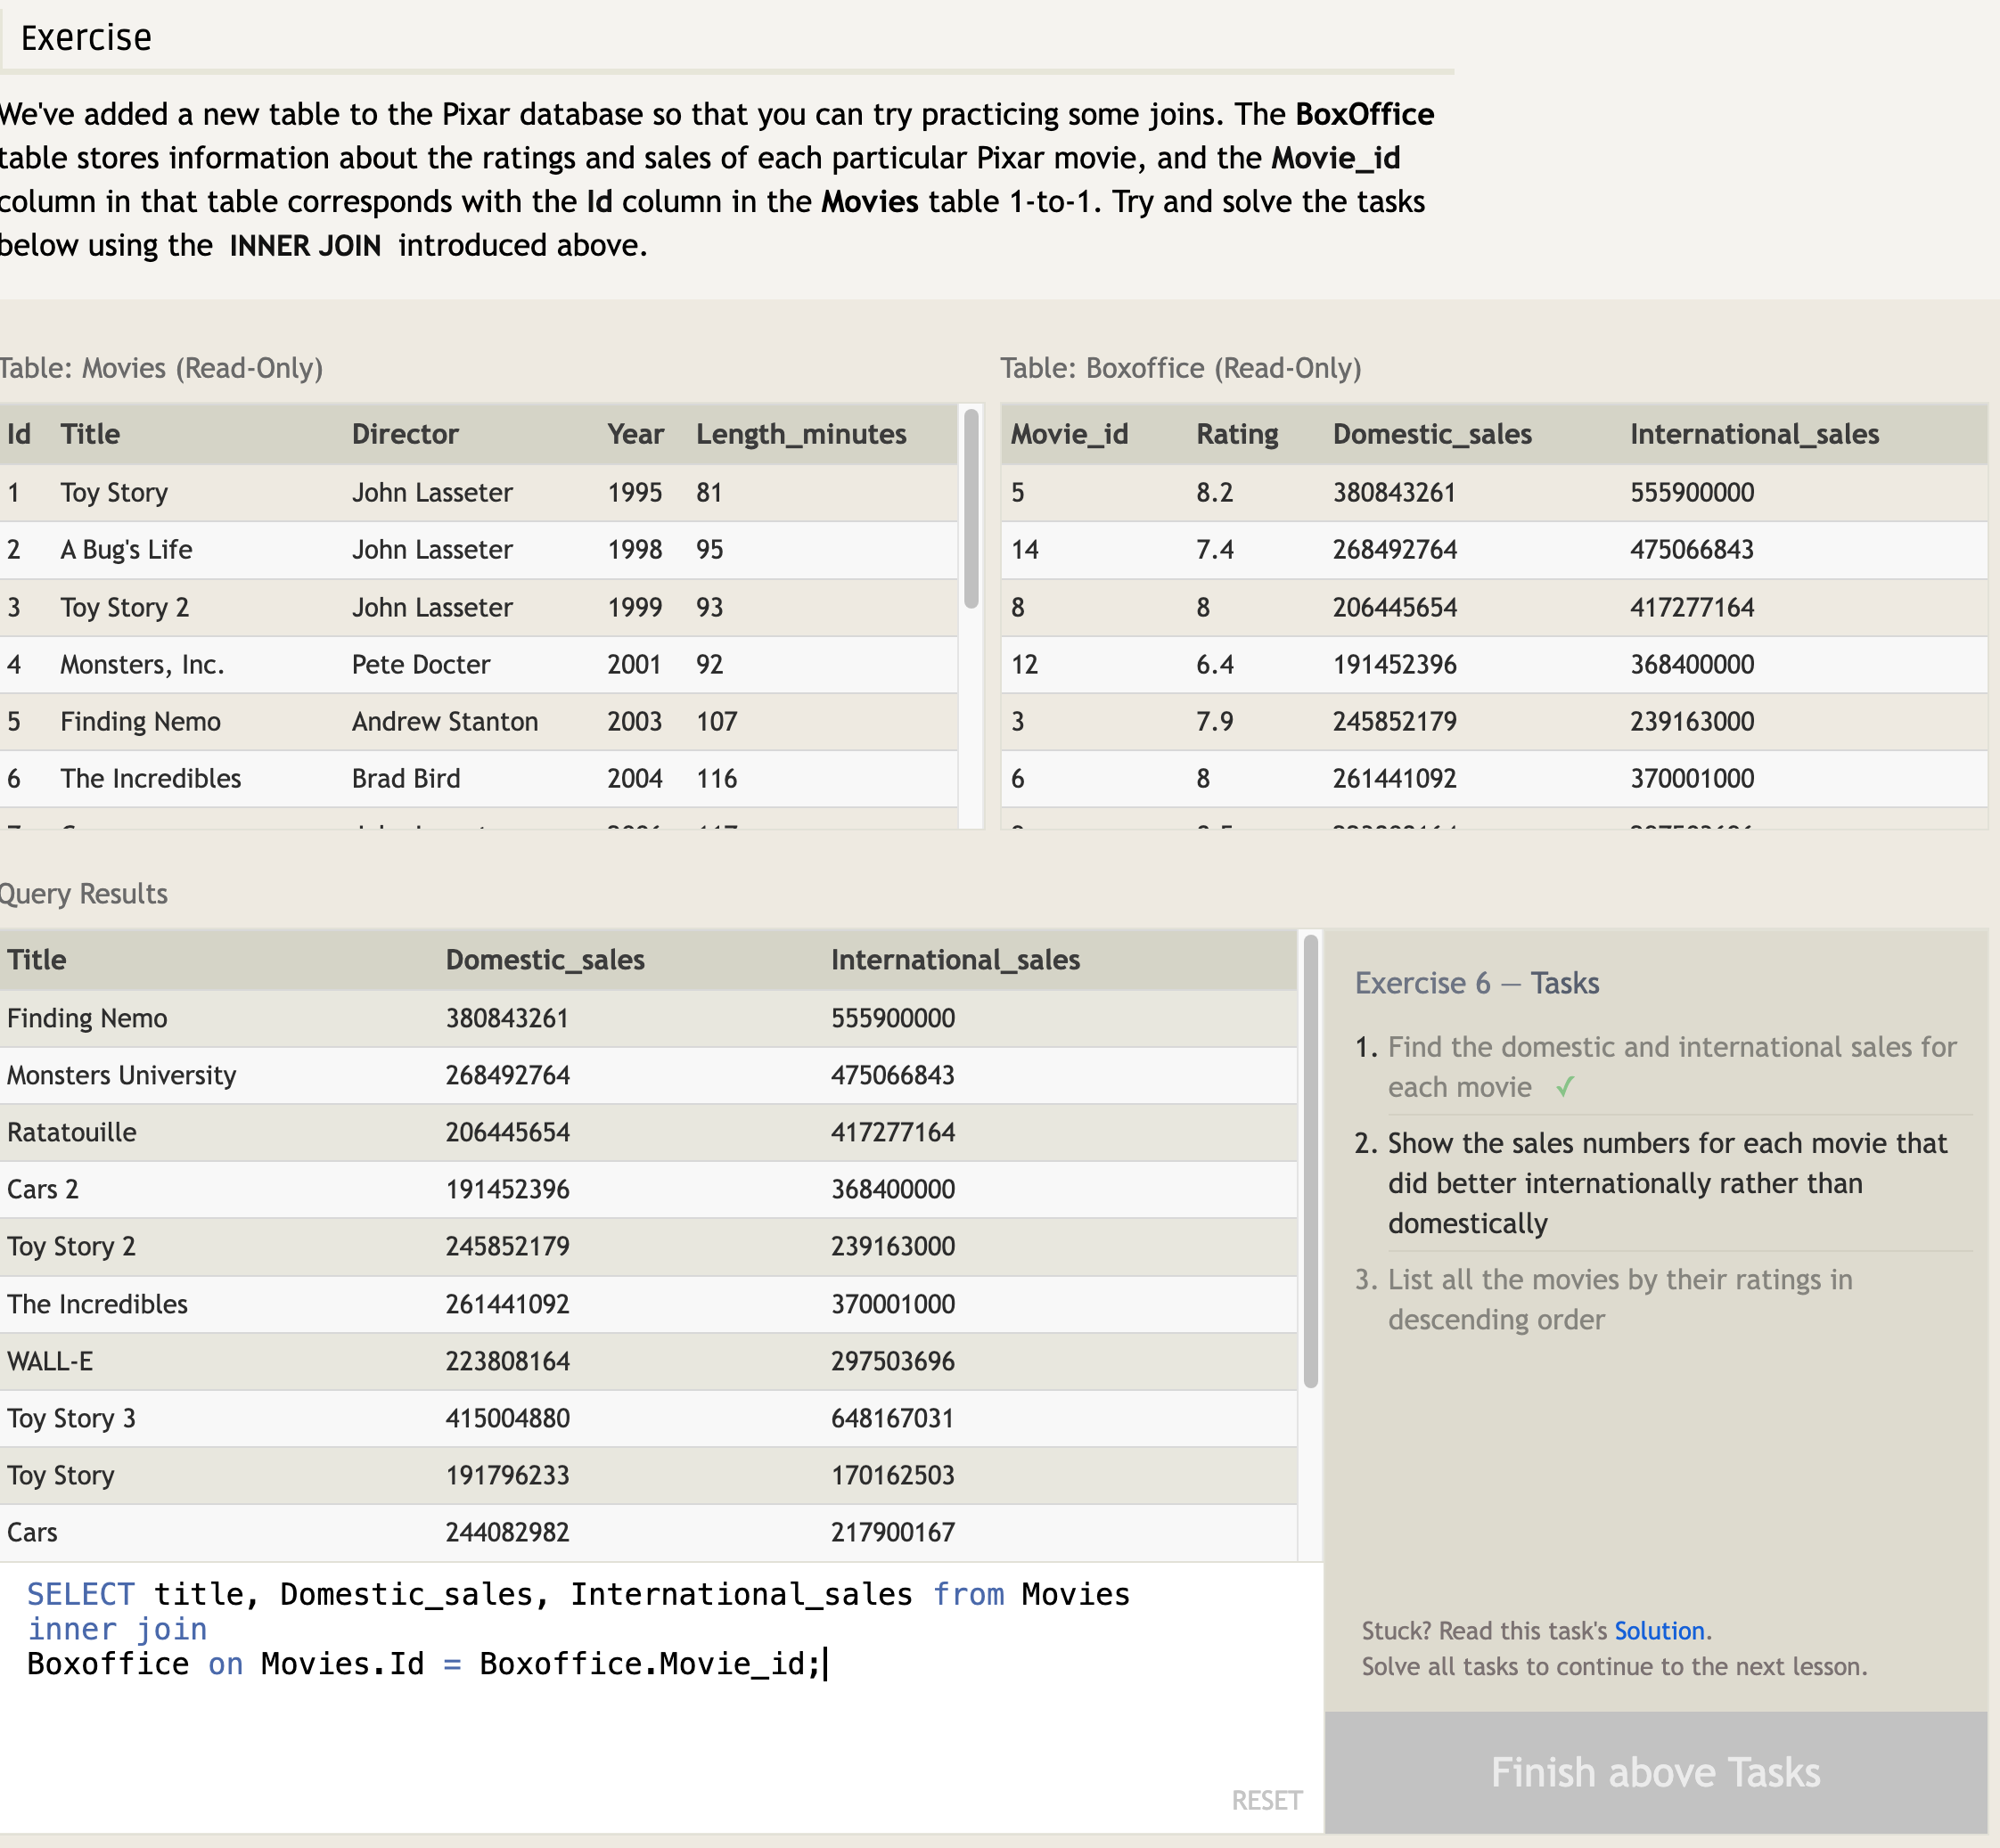 Exercise
We've added a new table to the Pixar database so that you can try practicing some joins. The BoxOffice
table stores information about the ratings and sales of each particular Pixar movie, and the Movie_id
column in that table corresponds with the Id column in the Movies table 1-to-1. Try and solve the tasks
below using the INNER JOIN introduced above.
Table: Movies (Read-Only)
Id Title Director Year Length_minutes
1 Toy Story John Lasseter 1995 81
2 A Bug's Life John Lasseter 1998 95
3 Toy Story 2 John Lasseter 1999 93
4 Monsters, Inc. Pete Docter 2001 92
5 Finding Nemo Andrew Stanton 2003 107
6 The Incredibles Brad Bird 2004 116
Table: Boxoffice (Read-Only)
Movie_id Rating Domestic_sales International_sales
5 8.2 380843261 555900000
14 7.4 268492764 475066843
8 8 206445654 417277164
12 6.4 191452396 368400000
3 7.9 245852179 239163000
6 8 261441092 370001000
Query Results
Title Domestic_sales International_sales
Finding Nemo 380843261 555900000
Monsters University 268492764 475066843
Ratatouille 206445654 417277164
Cars 2 191452396 368400000
Toy Story 2 245852179 239163000
The Incredibles 261441092 370001000
WALL-E 223808164 297503696
Toy Story 3 415004880 648167031
Toy Story 191796233 170162503
Cars 244082982 217900167
SELECT title, Domestic_sales, International_sales from Movies
inner join
Boxoffice on Movies.Id = Boxoffice.Movie_id;
RESET
Exercise 6 — Tasks
1. Find the domestic and international sales for
each movie ✓
2. Show the sales numbers for each movie that
did better internationally rather than
domestically
3. List all the movies by their ratings in
descending order
Stuck? Read this task's Solution.
Solve all tasks to continue to the next lesson.
Finish above Tasks